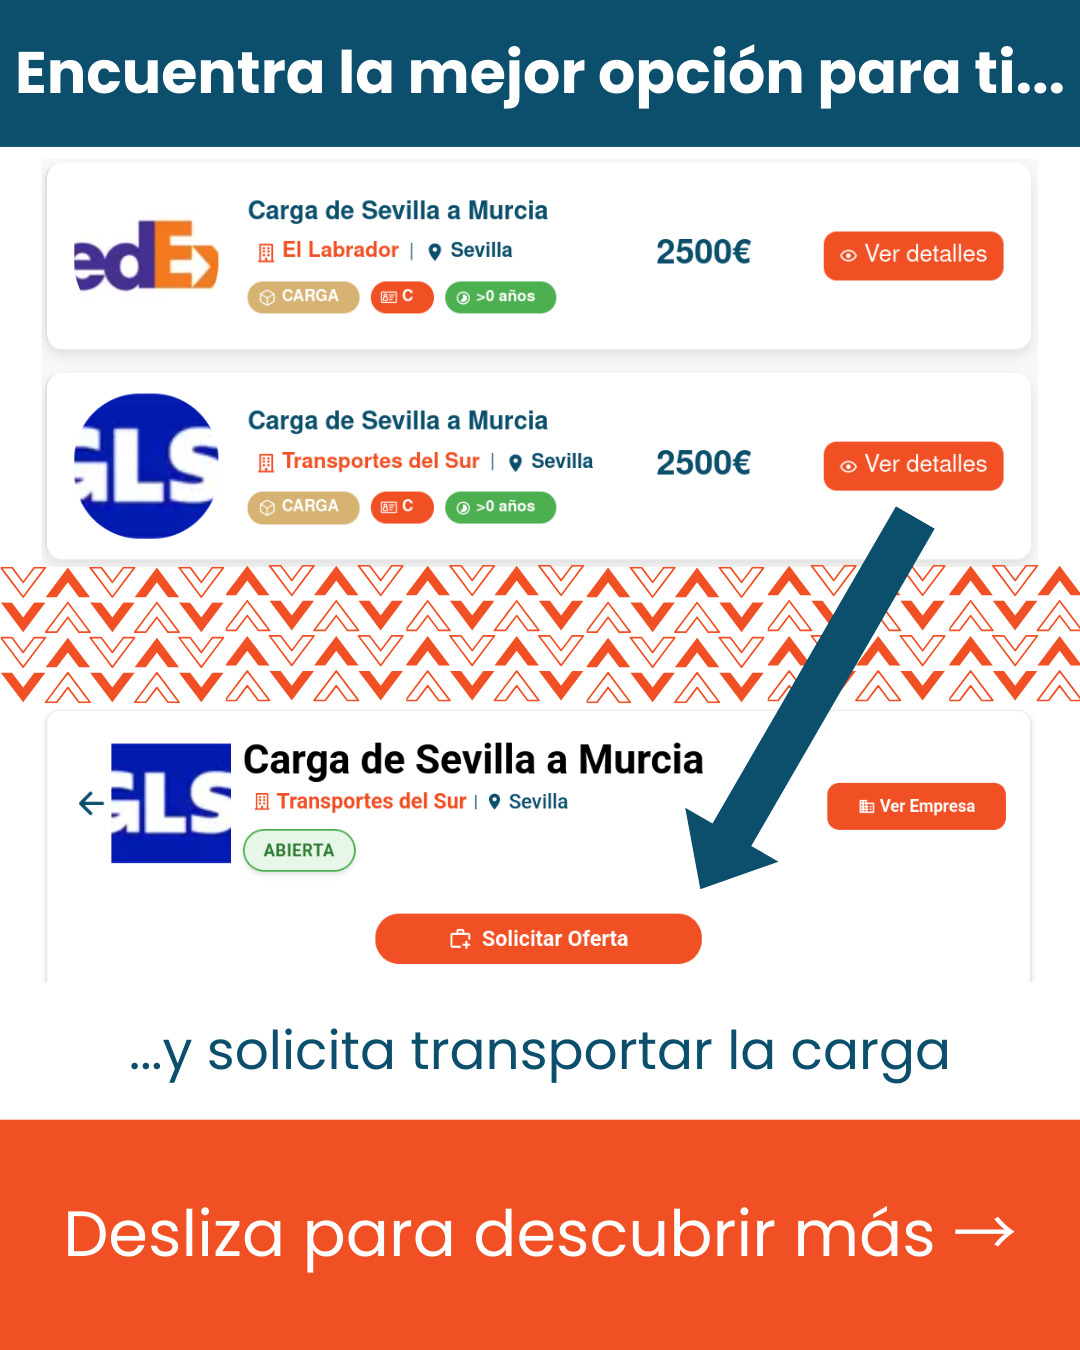 Encuentra la mejor opción para ti...
edEx
Carga de Sevilla a Murcia
El Labrador | Sevilla
CARGA C >0 años
2500€
Ver detalles
GLS
Carga de Sevilla a Murcia
Transportes del Sur | Sevilla
CARGA C >0 años
2500€
Ver detalles
GLS
Carga de Sevilla a Murcia
Transportes del Sur | Sevilla
ABIERTA
Ver Empresa
Solicitar Oferta
...y solicita transportar la carga
Desliza para descubrir más →